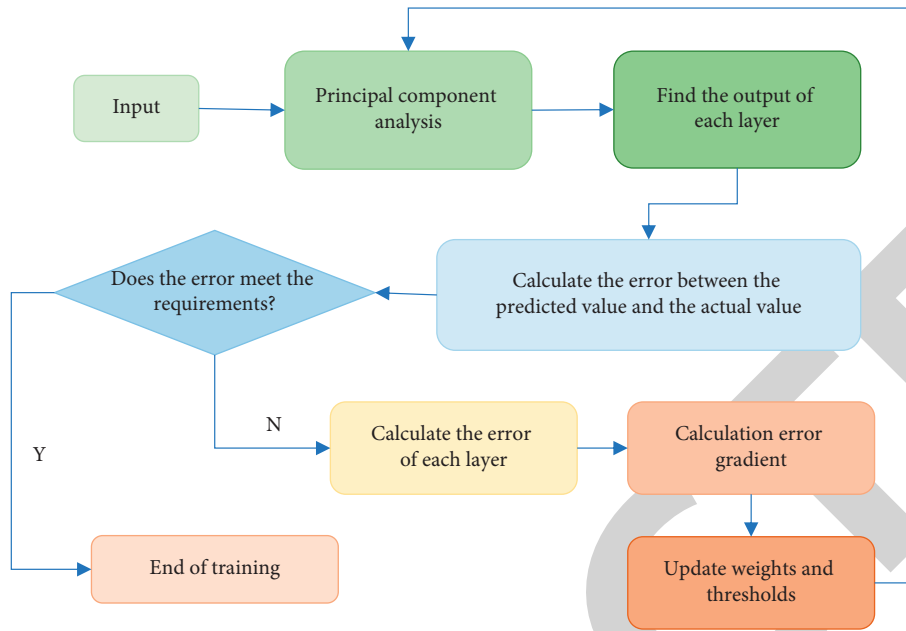 Input
Principal component
analysis
Find the output of
each layer
Calculate the error between the
predicted value and the actual value
Does the error meet the
requirements?
N
Y
Calculate the error
of each layer
Calculation error
gradient
End of training
Update weights and
thresholds